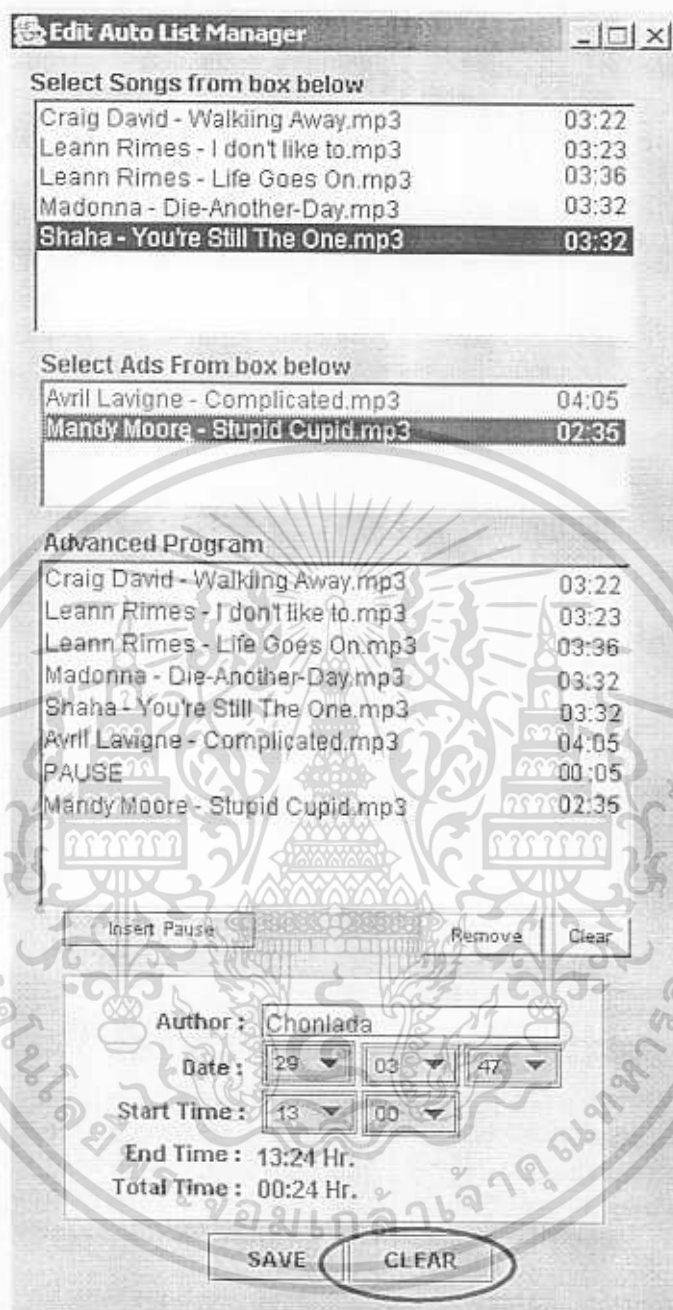 Edit Auto List Manager
Select Songs from box below
Craig David - Walkiing Away.mp3 03:22
Leann Rimes - I don't like to.mp3 03:23
Leann Rimes - Life Goes On.mp3 03:36
Madonna - Die-Another-Day.mp3 03:32
Shaha - You're Still The One.mp3 03:32
Select Ads From box below
Avril Lavigne - Complicated.mp3 04:05
Mandy Moore - Stupid Cupid.mp3 02:35
Advanced Program
Craig David - Walkiing Away.mp3 03:22
Leann Rimes - I don't like to.mp3 03:23
Leann Rimes - Life Goes On.mp3 03:36
Madonna - Die-Another-Day.mp3 03:32
Shaha - You're Still The One.mp3 03:32
Avril Lavigne - Complicated.mp3 04:05
PAUSE 00:05
Mandy Moore - Stupid Cupid.mp3 02:35
Insert Pause Remove Clear
Author : Chonlada
Date : 29 03 47
Start Time : 13 00
End Time : 13:24 Hr.
Total Time : 00:24 Hr.
SAVE CLEAR